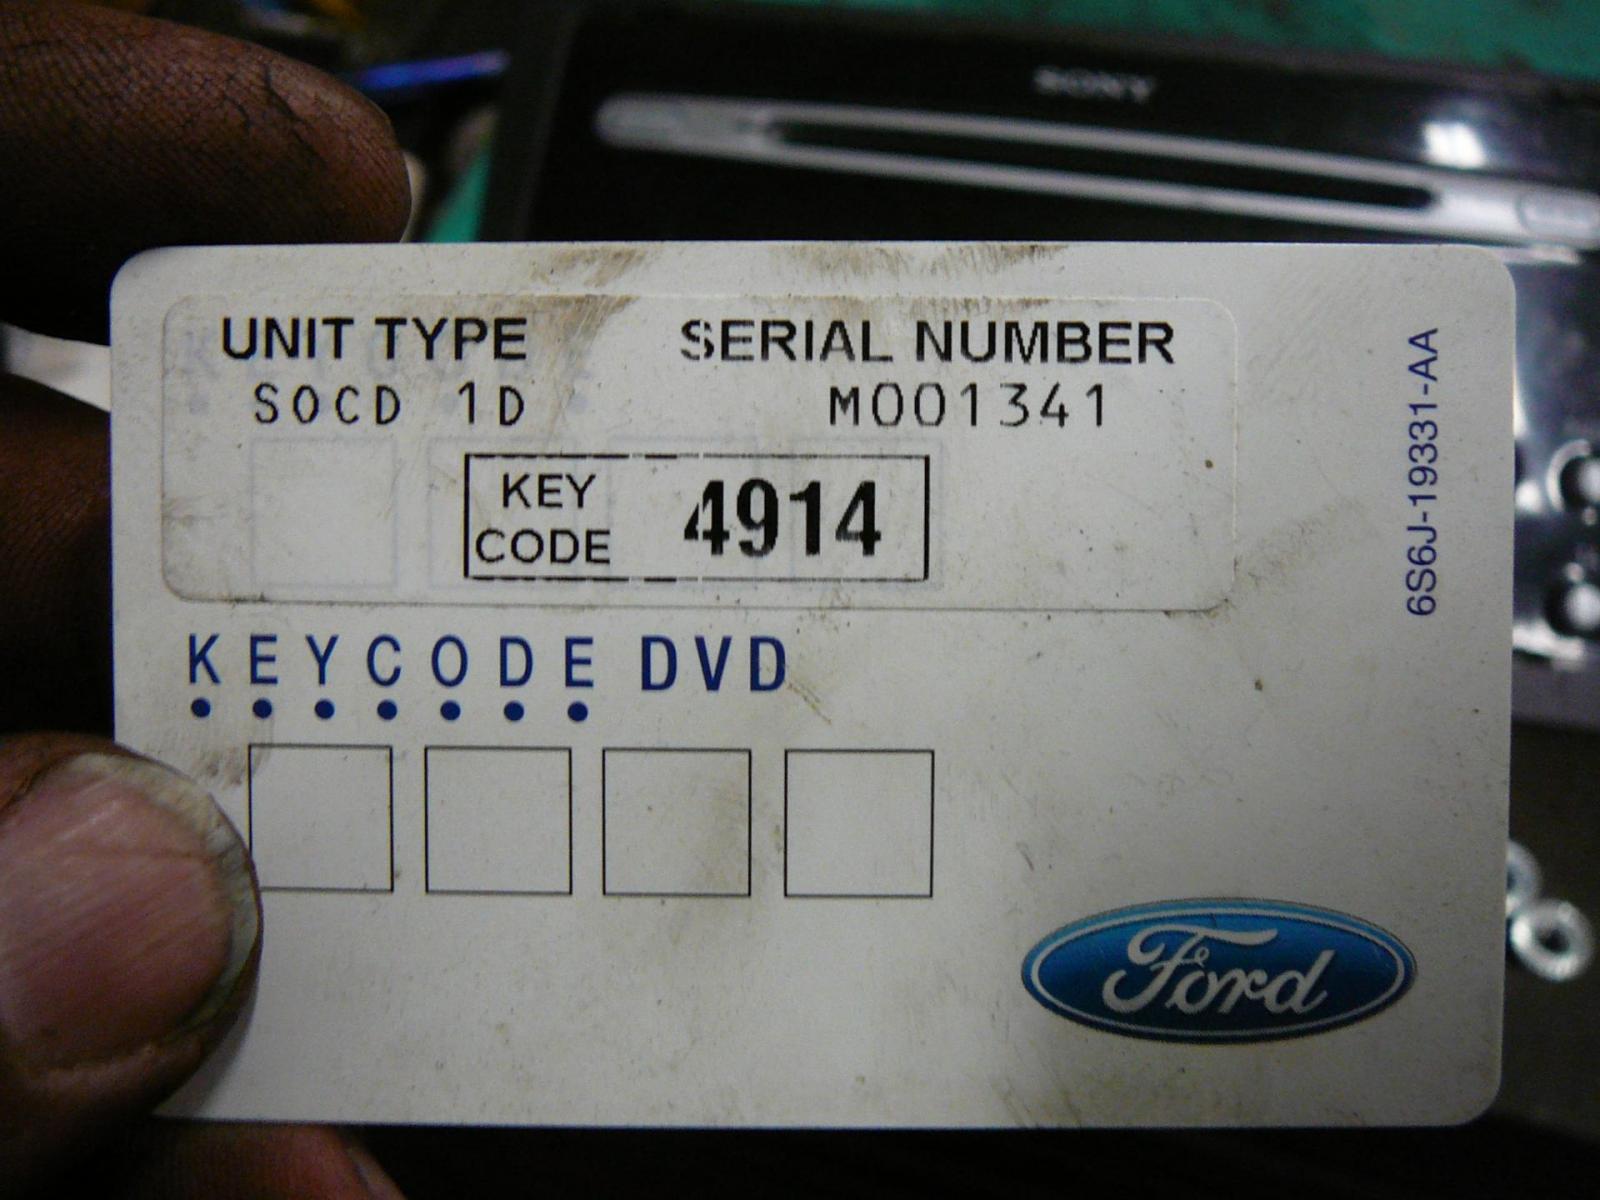 SONY
UNIT TYPE SERIAL NUMBER
SOCD 1D M001341
KEY CODE 4914
KEYCODE DVD
6S6J-19331-AA
Ford